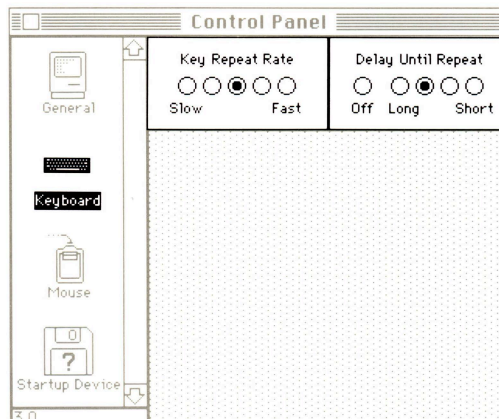 Control Panel
General
Keyboard
Mouse
Startup Device
3.0
Key Repeat Rate
Slow Fast
Delay Until Repeat
Off Long Short
0
?